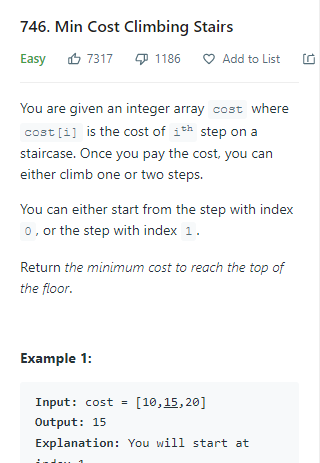 746. Min Cost Climbing Stairs
Easy 7317 1186 Add to List
You are given an integer array cost where
cost[i] is the cost of ith step on a
staircase. Once you pay the cost, you can
either climb one or two steps.
You can either start from the step with index
0, or the step with index 1.
Return the minimum cost to reach the top of
the floor.
Example 1:
Input: cost = [10,15,20]
Output: 15
Explanation: You will start at